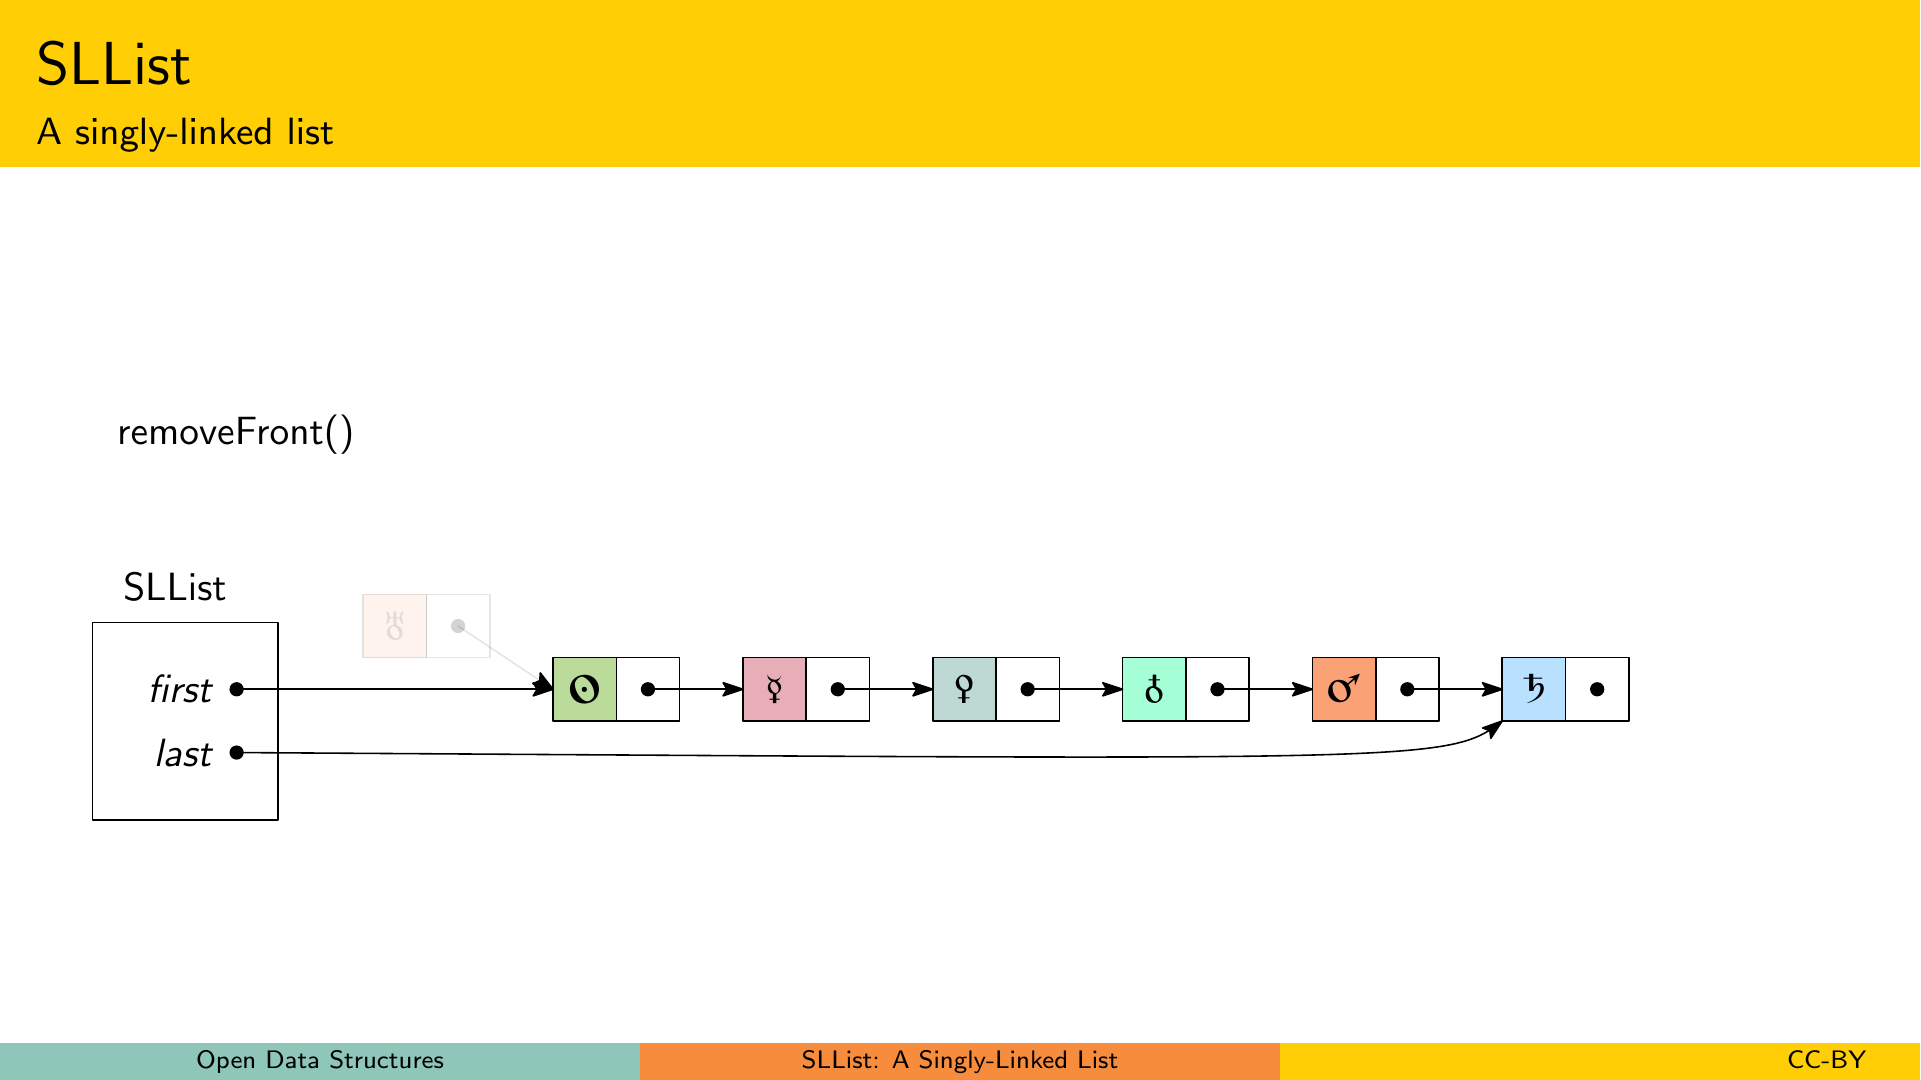 SLList
A singly-linked list
removeFront()
SLList
♅
first ☉ ☿ ♀ ♁ ♂ ♄
last
Open Data Structures
SLList: A Singly-Linked List
CC-BY